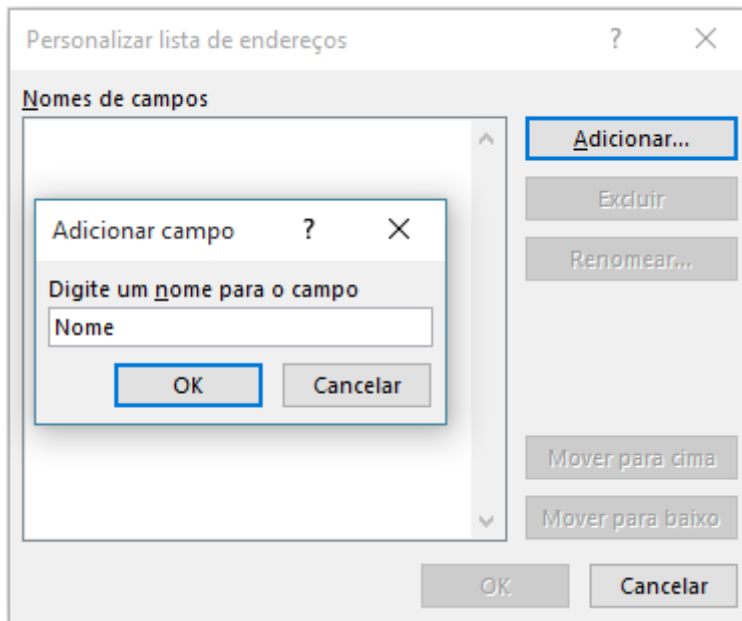 Personalizar lista de endereços ?
Nomes de campos
Adicionar...
Excluir
Renomear...
Adicionar campo ?
Digite um nome para o campo
Nome
OK Cancelar
Mover para cima
Mover para baixo
OK Cancelar